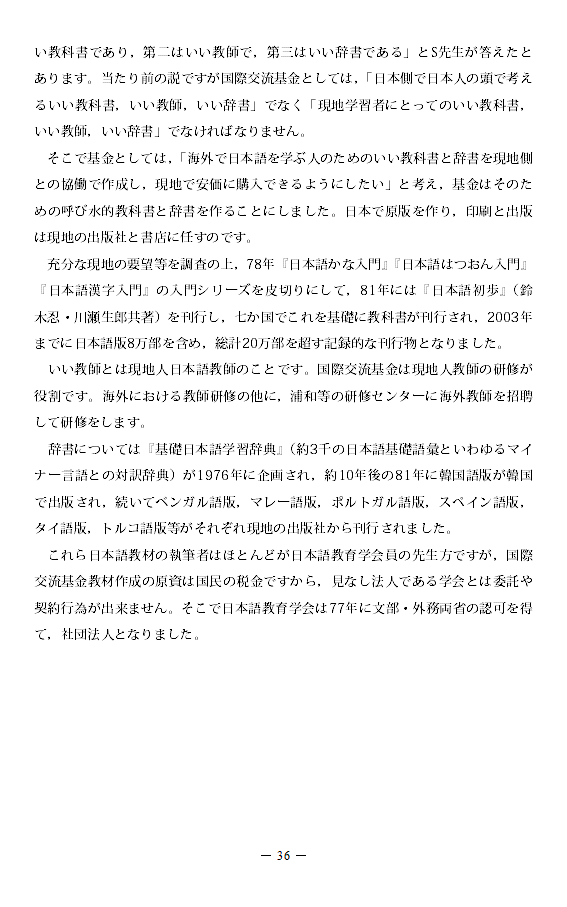 い教科書であり，第二はいい教師で，第三はいい辞書である」とS先生が答えたと
あります。当たり前の説ですが国際交流基金としては，「日本側で日本人の頭で考え
るいい教科書，いい教師，いい辞書」でなく「現地学習者にとってのいい教科書，
いい教師，いい辞書」でなければなりません。
そこで基金としては，「海外で日本語を学ぶ人のためのいい教科書と辞書を現地側
との協働で作成し，現地で安価に購入できるようにしたい」と考え，基金はそのた
めの呼び水的教科書と辞書を作ることにしました。日本で原版を作り，印刷と出版
は現地の出版社と書店に任すのです。
充分な現地の要望等を調査の上，78年『日本語かな入門』『日本語はつおん入門』
『日本語漢字入門』の入門シリーズを皮切りにして，81年には『日本語初歩』（鈴
木忍・川瀬生郎共著）を刊行し，七か国でこれを基礎に教科書が刊行され，2003年
までに日本語版8万部を含め，総計20万部を超す記録的な刊行物となりました。
いい教師とは現地人日本語教師のことです。国際交流基金は現地人教師の研修が
役割です。海外における教師研修の他に，浦和等の研修センターに海外教師を招聘
して研修をします。
辞書については『基礎日本語学習辞典』（約3千の日本語基礎語彙といわゆるマイ
ナー言語との対訳辞典）が1976年に企画され，約10年後の81年に韓国語版が韓国
で出版され，続いてベンガル語版，マレー語版，ポルトガル語版，スペイン語版，
タイ語版，トルコ語版等がそれぞれ現地の出版社から刊行されました。
これら日本語教材の執筆者はほとんどが日本語教育学会員の先生方ですが，国際
交流基金教材作成の原資は国民の税金ですから，見なし法人である学会とは委託や
契約行為が出来ません。そこで日本語教育学会は77年に文部・外務両省の認可を得
て，社団法人となりました。
— 36 —